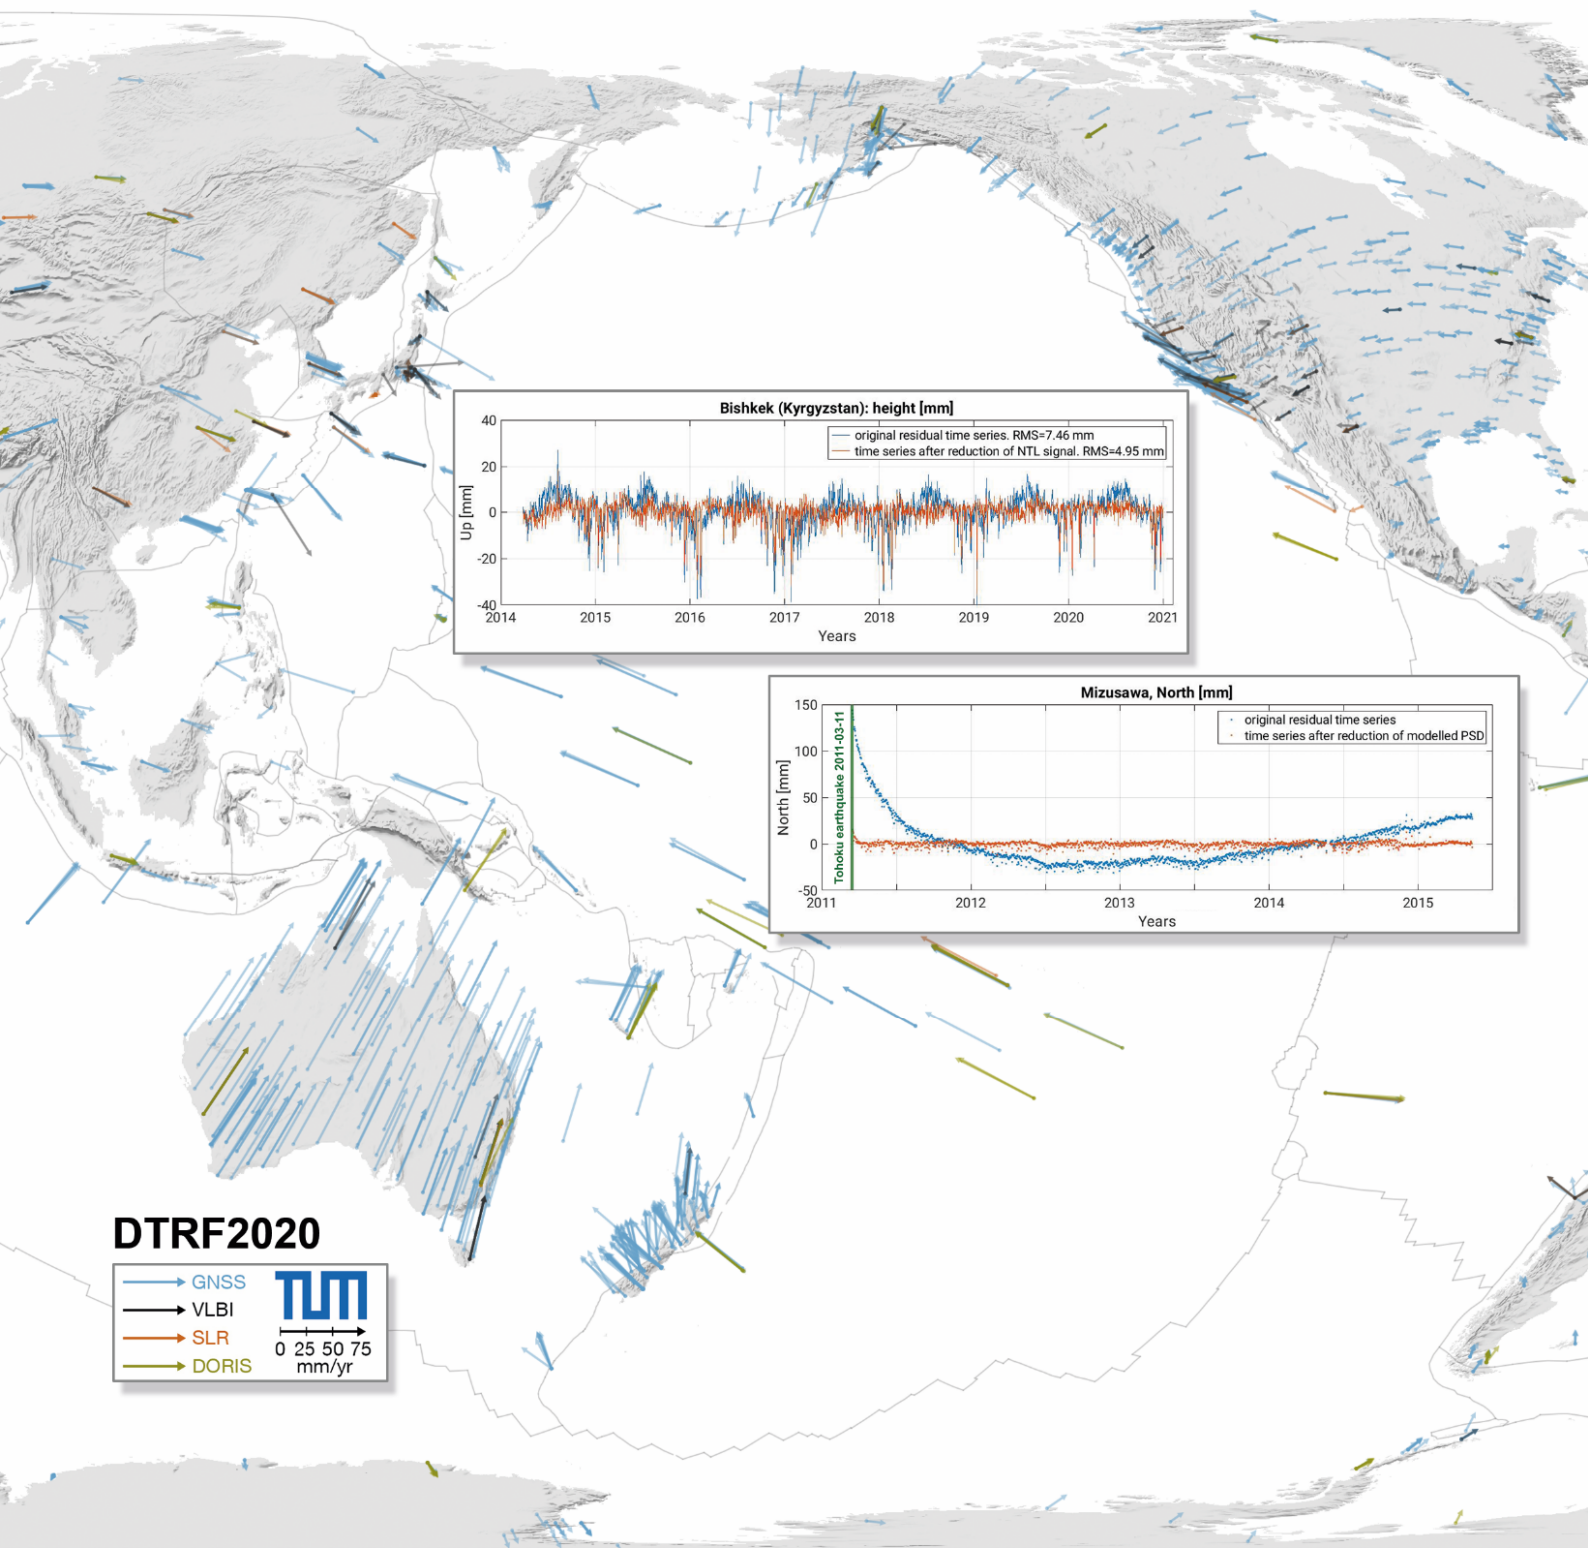 Bishkek (Kyrgyzstan): height [mm]
original residual time series. RMS=7.46 mm
time series after reduction of NTL signal. RMS=4.95 mm
Up [mm]
40
20
0
-20
-40
2014 2015 2016 2017 2018 2019 2020 2021
Years
Mizusawa, North [mm]
original residual time series
time series after reduction of modelled PSD
Tohoku earthquake 2011-03-11
North [mm]
150
100
50
0
-50
2011 2012 2013 2014 2015
Years
DTRF2020
GNSS
VLBI
SLR
DORIS
TUM
0 25 50 75
mm/yr